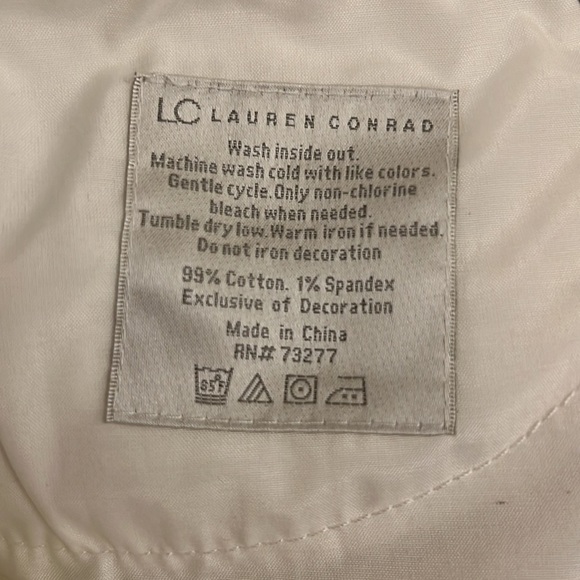 LC LAUREN CONRAD
Wash inside out.
Machine wash cold with like colors.
Gentle cycle.Only non-chlorine
bleach when needed.
Tumble dry low.Warm iron if needed.
Do not iron decoration
99% Cotton. 1% Spandex
Exclusive of Decoration
Made in China
RN# 73277
85°F